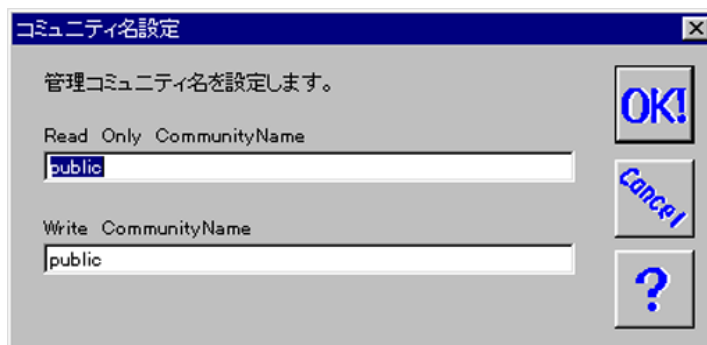 コミュニティ名設定
管理コミュニティ名を設定します。
Read Only CommunityName
public
Write CommunityName
public
OK!
Cancel
?